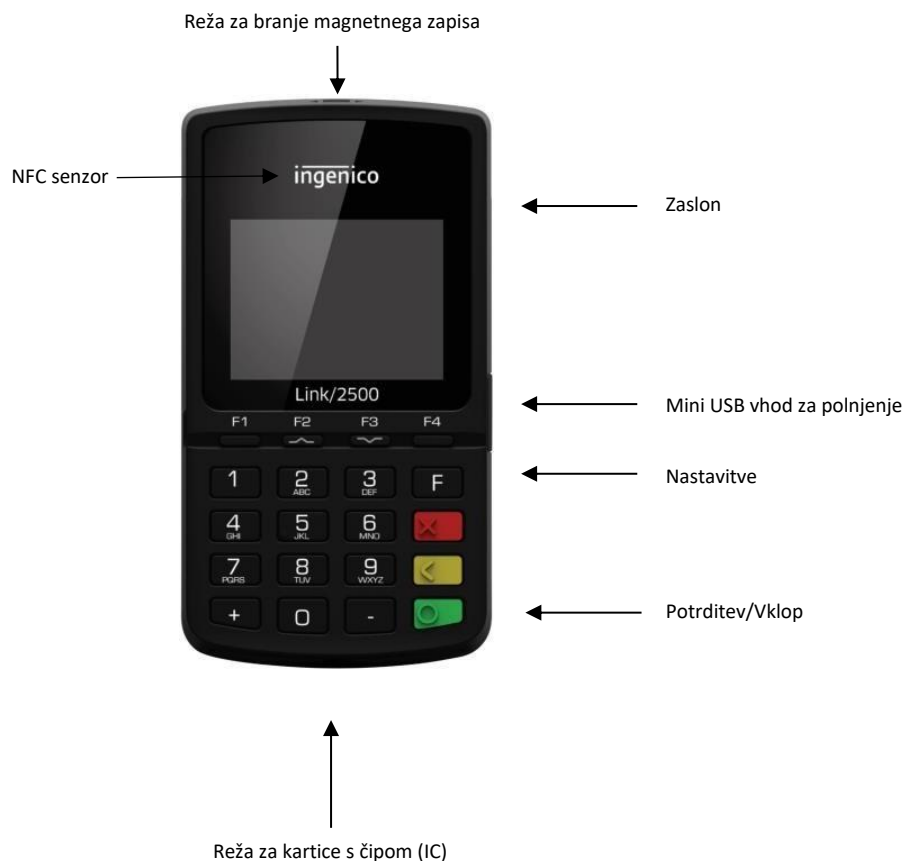 Reža za branje magnetnega zapisa
NFC senzor
ingenico
Zaslon
Link/2500
Mini USB vhod za polnjenje
F1 F2 F3 F4
Nastavitve
1 2 ABC 3 DEF F
4 GHI 5 JKL 6 MNO
7 PQRS 8 TUV 9 WXYZ <
+ 0 - O
Potrditev/Vklop
Reža za kartice s čipom (IC)